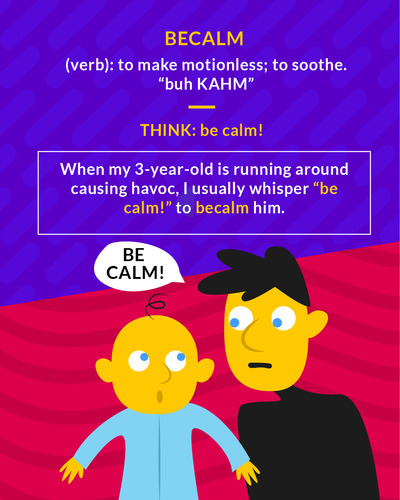 BECALM
(verb): to make motionless; to soothe.
“buh KAHM”
THINK: be calm!
When my 3-year-old is running around
causing havoc, I usually whisper “be
calm!” to becalm him.
BE
CALM!